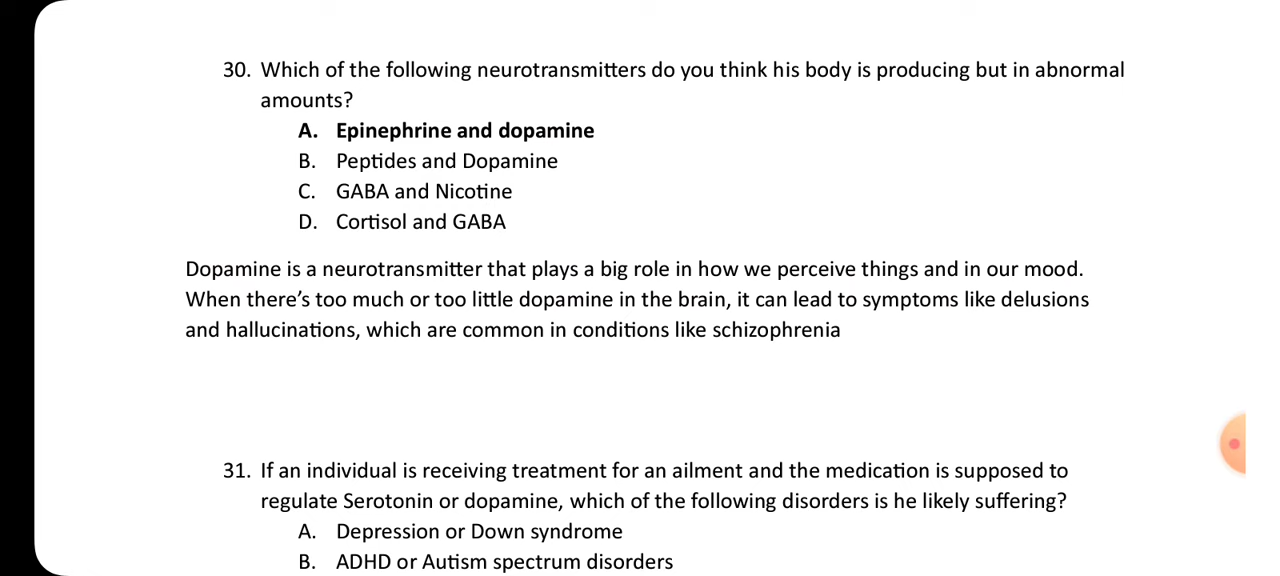 30. Which of the following neurotransmitters do you think his body is producing but in abnormal
amounts?
A. Epinephrine and dopamine
B. Peptides and Dopamine
C. GABA and Nicotine
D. Cortisol and GABA
Dopamine is a neurotransmitter that plays a big role in how we perceive things and in our mood.
When there’s too much or too little dopamine in the brain, it can lead to symptoms like delusions
and hallucinations, which are common in conditions like schizophrenia
31. If an individual is receiving treatment for an ailment and the medication is supposed to
regulate Serotonin or dopamine, which of the following disorders is he likely suffering?
A. Depression or Down syndrome
B. ADHD or Autism spectrum disorders